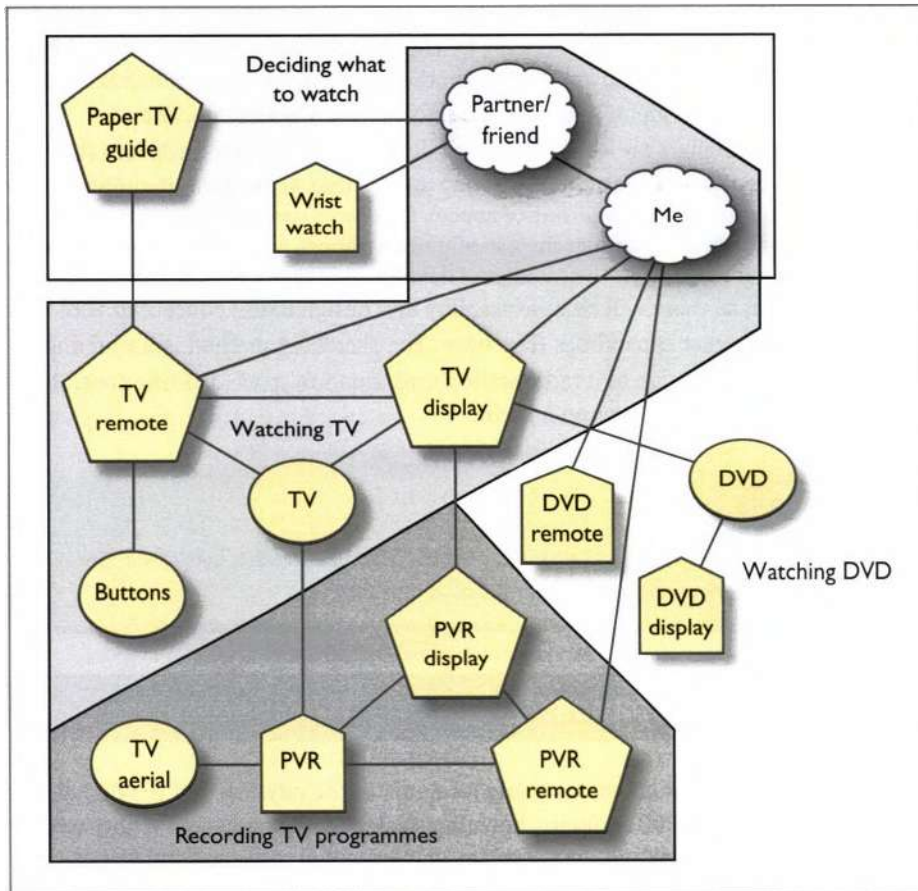 Deciding what
to watch
Partner/
friend
Paper TV
guide
Wrist
watch
Me
TV
remote
TV
display
Watching TV
TV
DVD
DVD
remote
Buttons
Watching DVD
DVD
display
PVR
display
TV
aerial
PVR
PVR
remote
Recording TV programmes